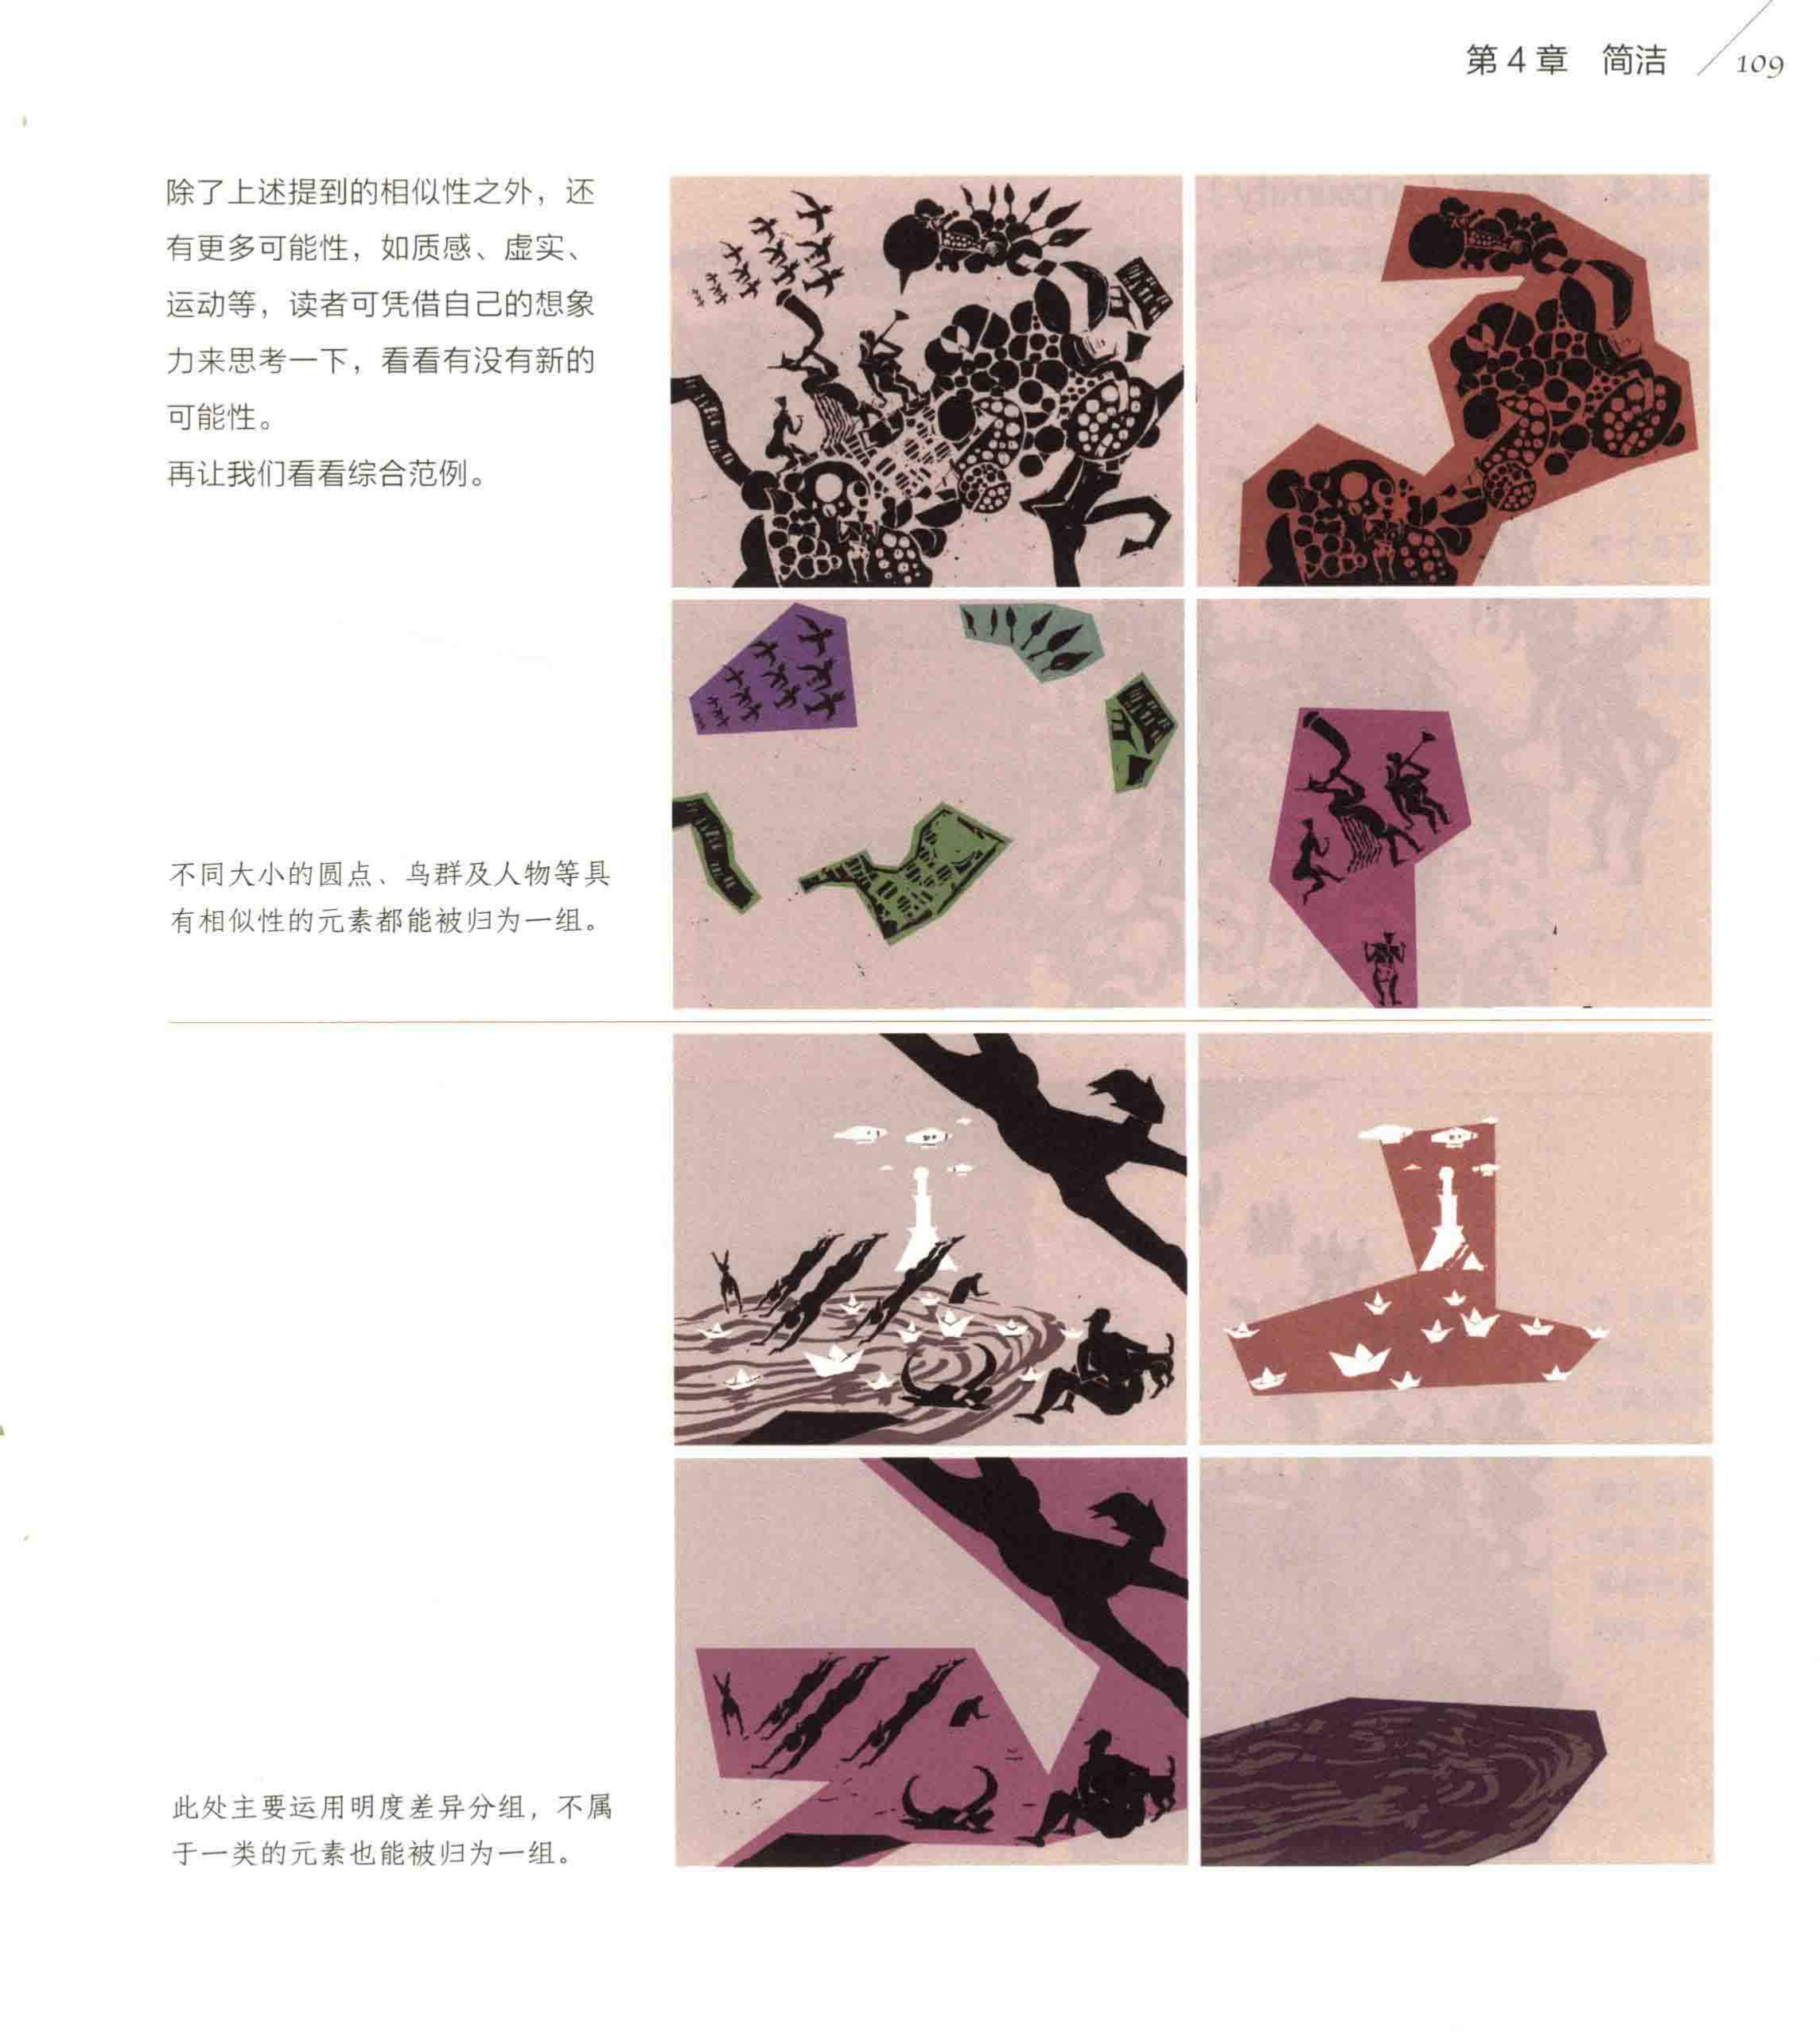 第4章 简洁 109
除了上述提到的相似性之外，还
有更多可能性，如质感、虚实、
运动等，读者可凭借自己的想象
力来思考一下，看看有没有新的
可能性。
再让我们看看综合范例。
不同大小的圆点、鸟群及人物等具
有相似性的元素都能被归为一组。
此处主要运用明度差异分组，不属
于一类的元素也能被归为一组。